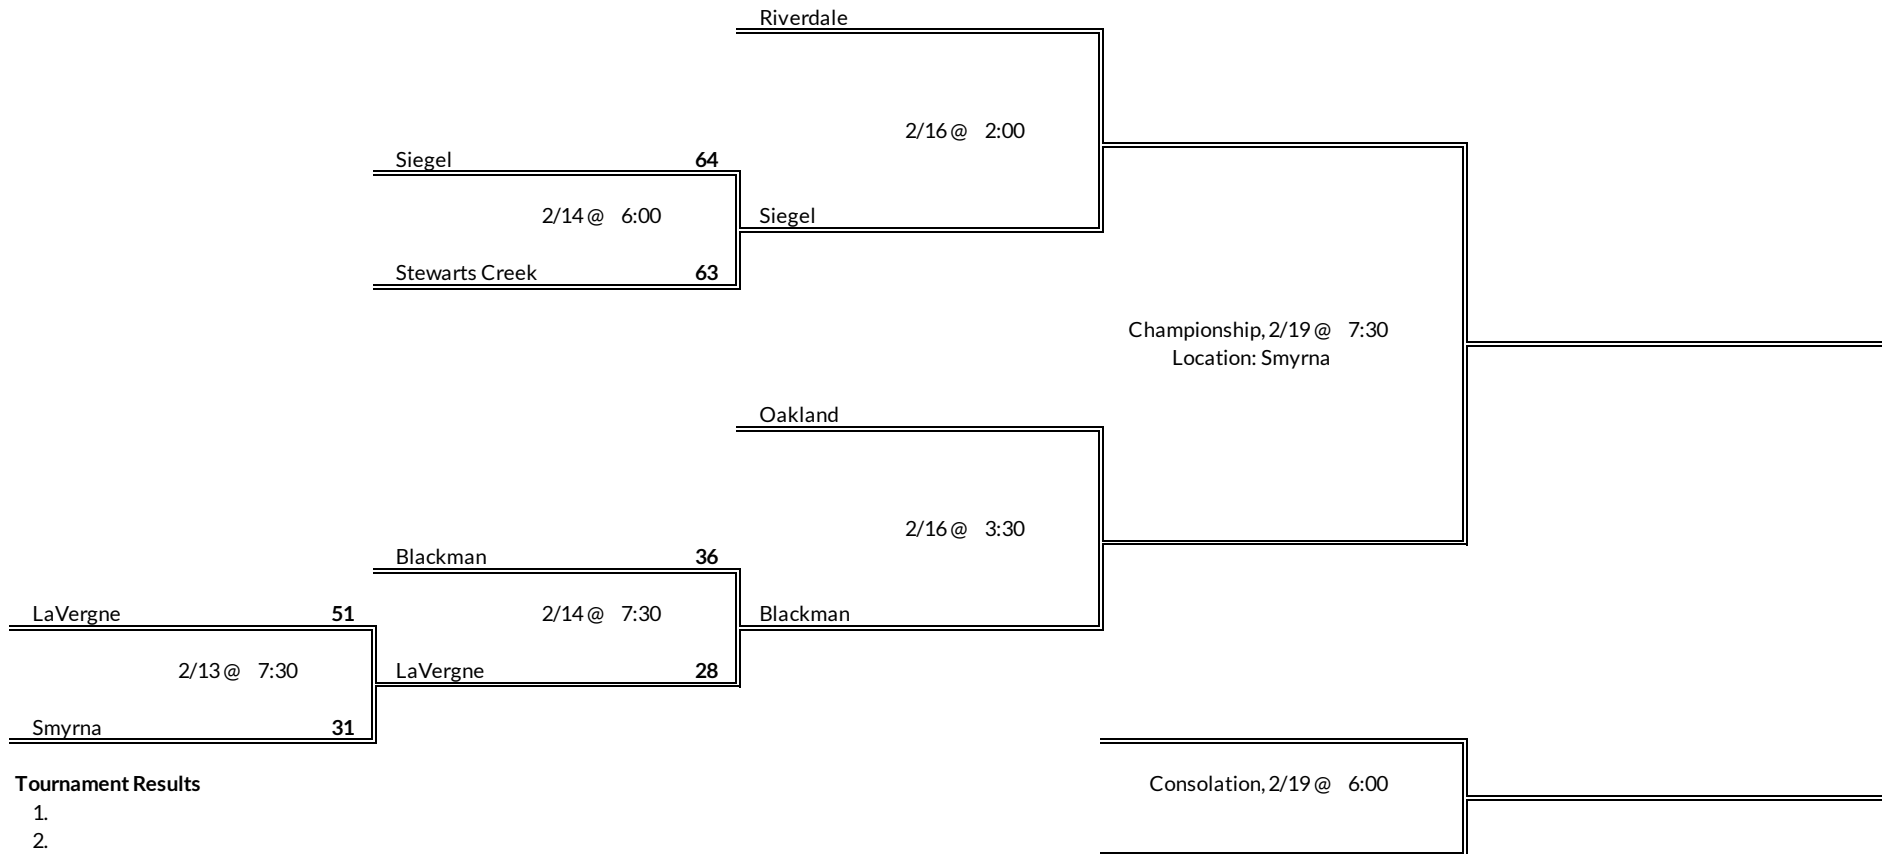 Riverdale
2/16 @ 2:00
Siegel 64
2/14 @ 6:00
Siegel
Stewarts Creek 63
Championship, 2/19 @ 7:30
Location: Smyrna
Oakland
2/16 @ 3:30
Blackman 36
LaVergne 51
2/14 @ 7:30
Blackman
2/13 @ 7:30
LaVergne 28
Smyrna 31
Tournament Results
Consolation, 2/19 @ 6:00
1.
2.